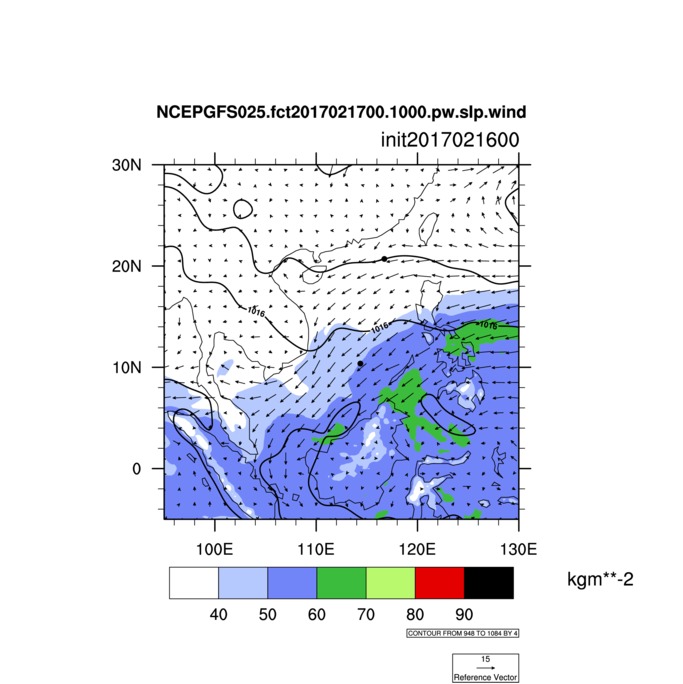 NCEPGFS025.fct2017021700.1000.pw.slp.wind
init2017021600
30N
20N
10N
0
1016
1016
1016
100E 110E 120E 130E
kgm**-2
40 50 60 70 80 90
CONTOUR FROM 948 TO 1084 BY 4
15
Reference Vector